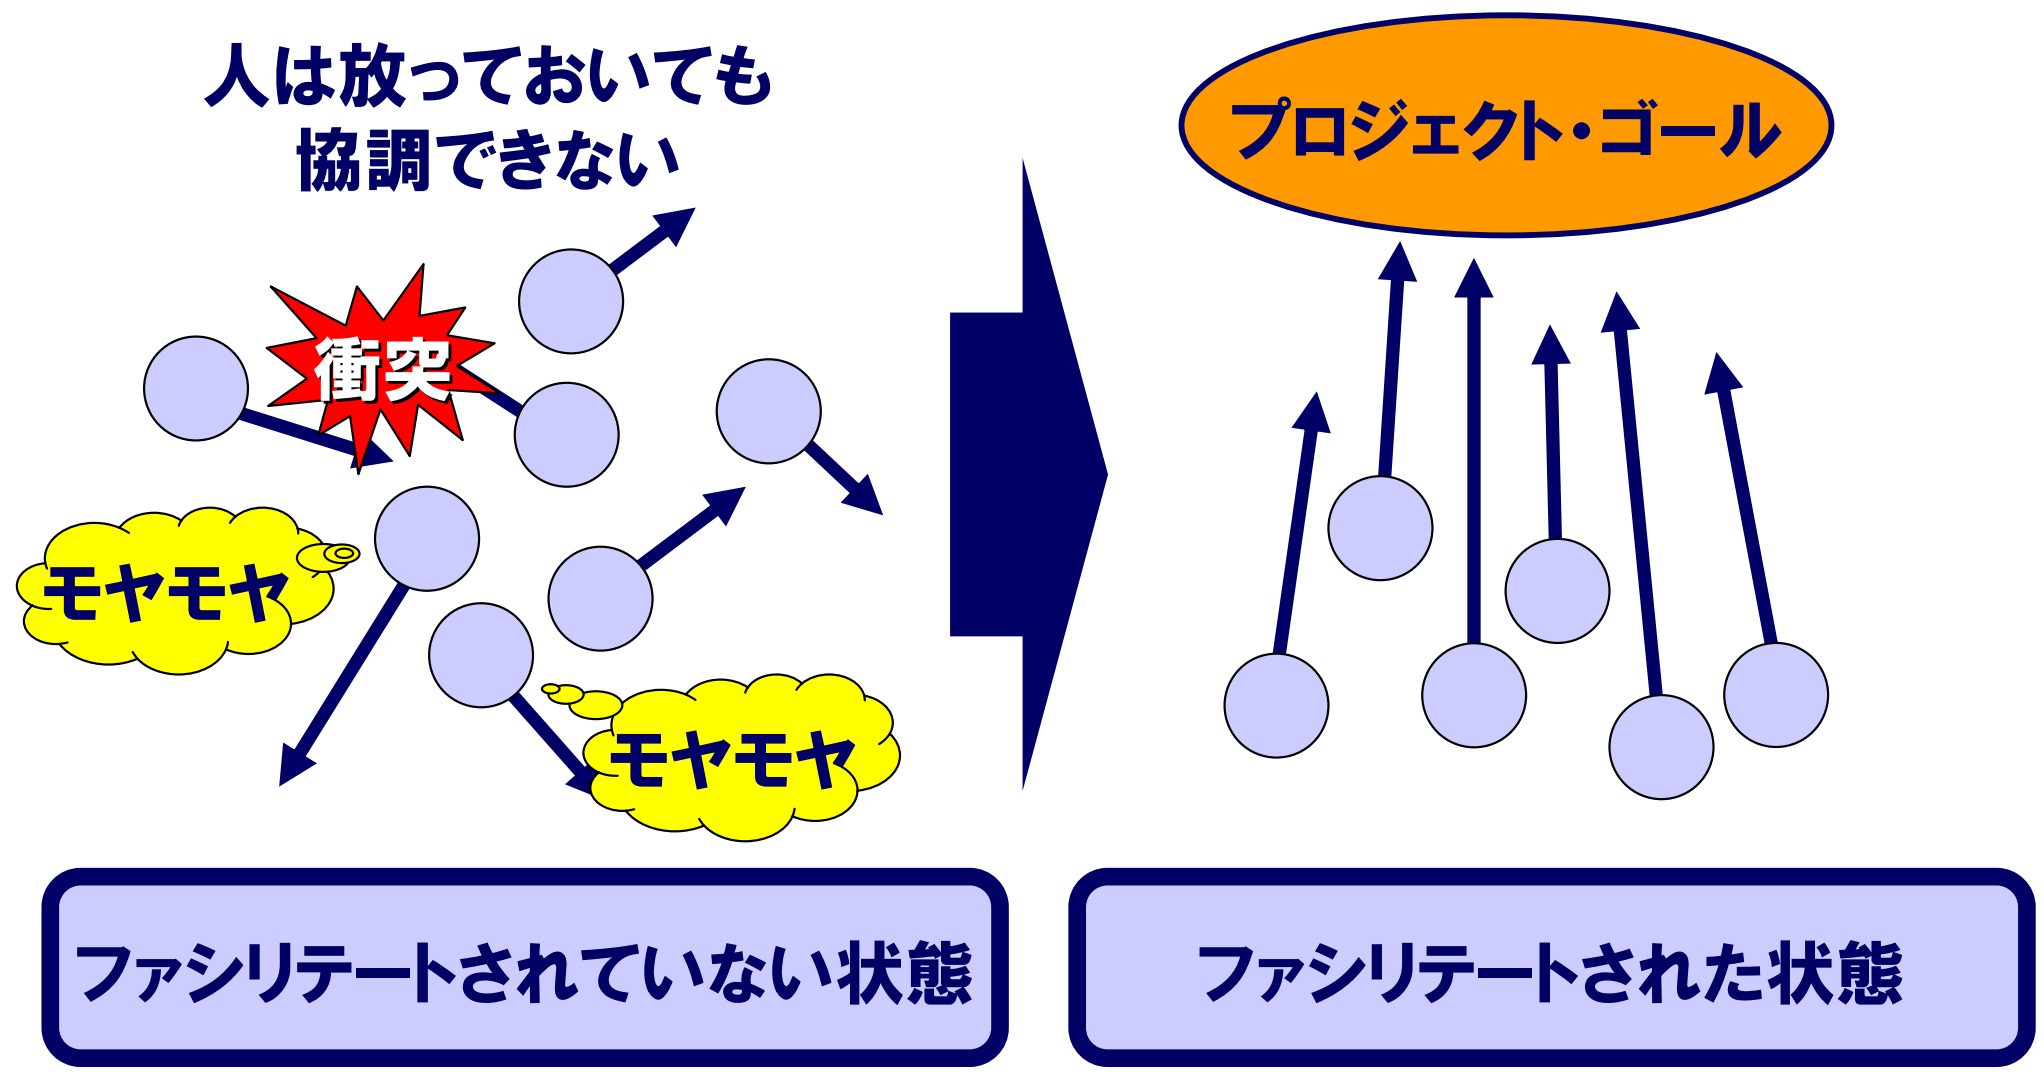 人は放っておいても
協調できない
衝突
モヤモヤ
モヤモヤ
ファシリテートされていない状態
プロジェクト・ゴール
ファシリテートされた状態